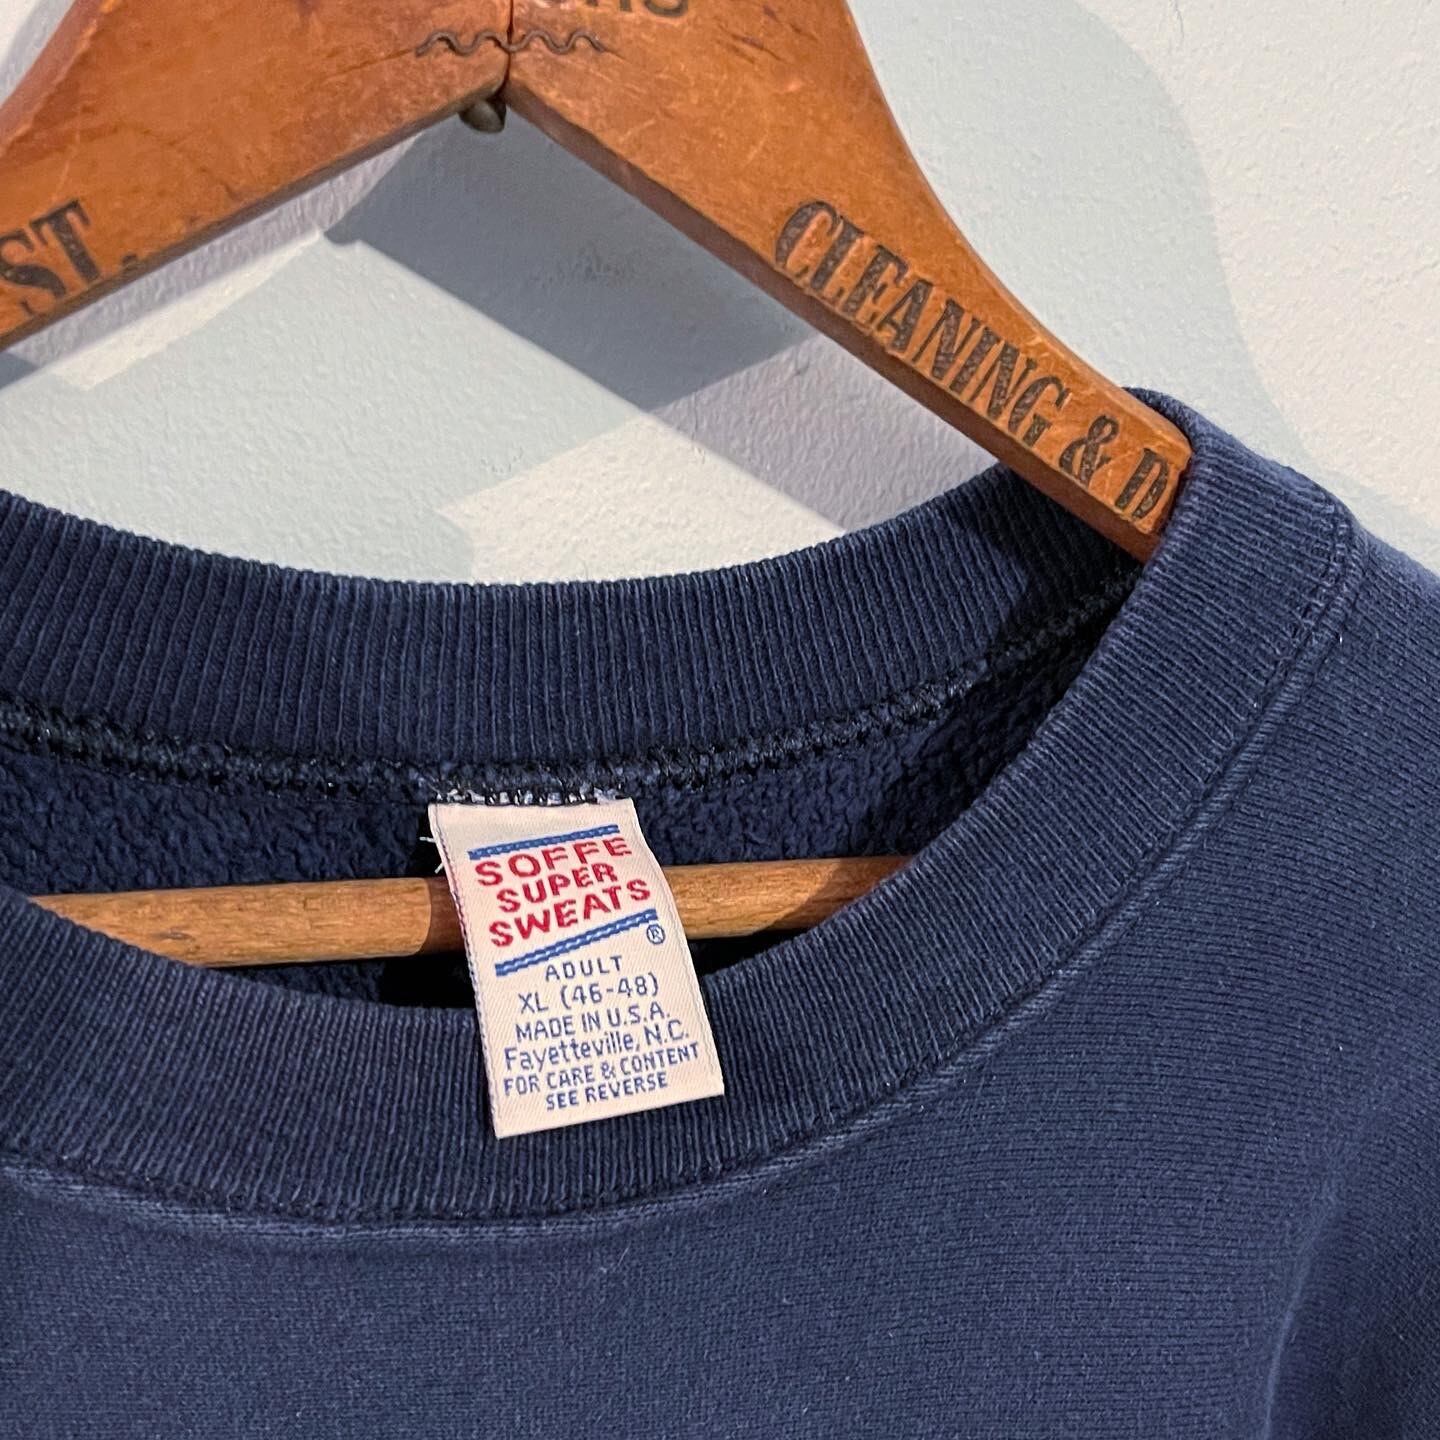 ST.
CLEANING & D
SOFFE
SUPER
SWEATS
®
ADULT
XL (46-48)
MADE IN U.S.A.
Fayetteville, N.C.
FOR CARE & CONTENT
SEE REVERSE